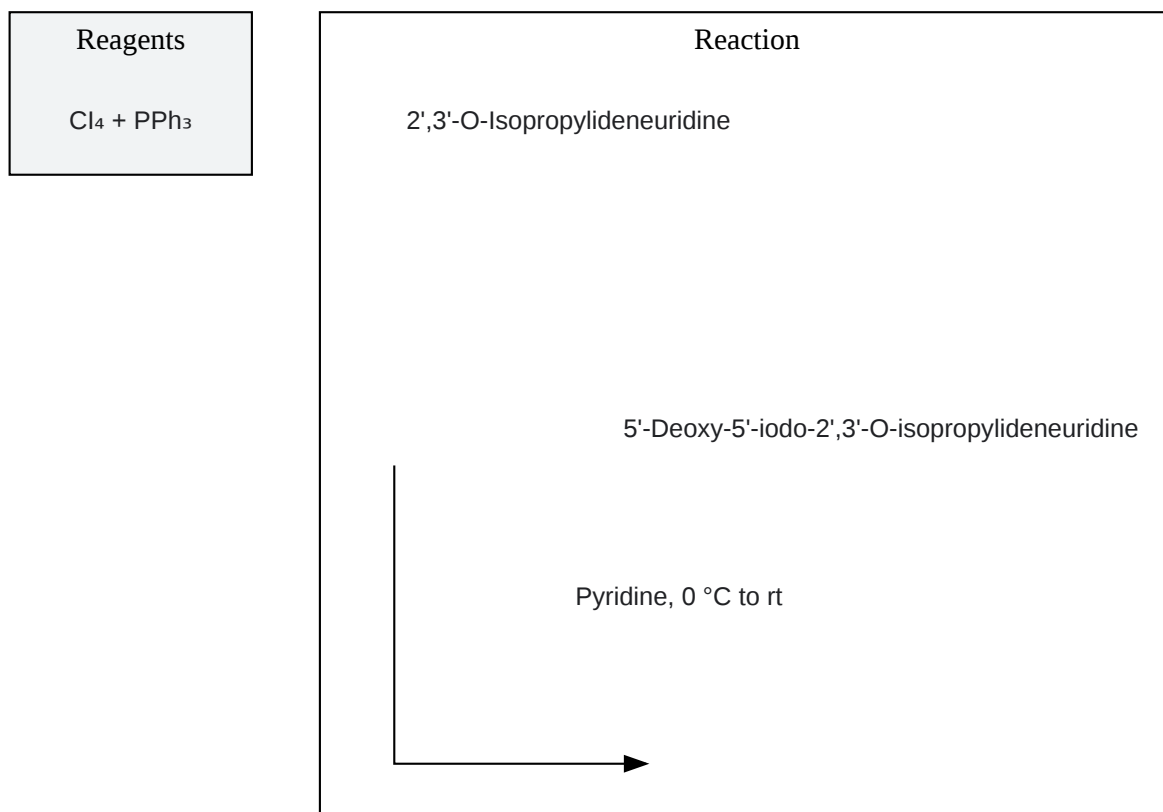 Reagents
CI₄ + PPh₃
Reaction
2',3'-O-Isopropylideneuridine
5'-Deoxy-5'-iodo-2',3'-O-isopropylideneuridine
Pyridine, 0 °C to rt